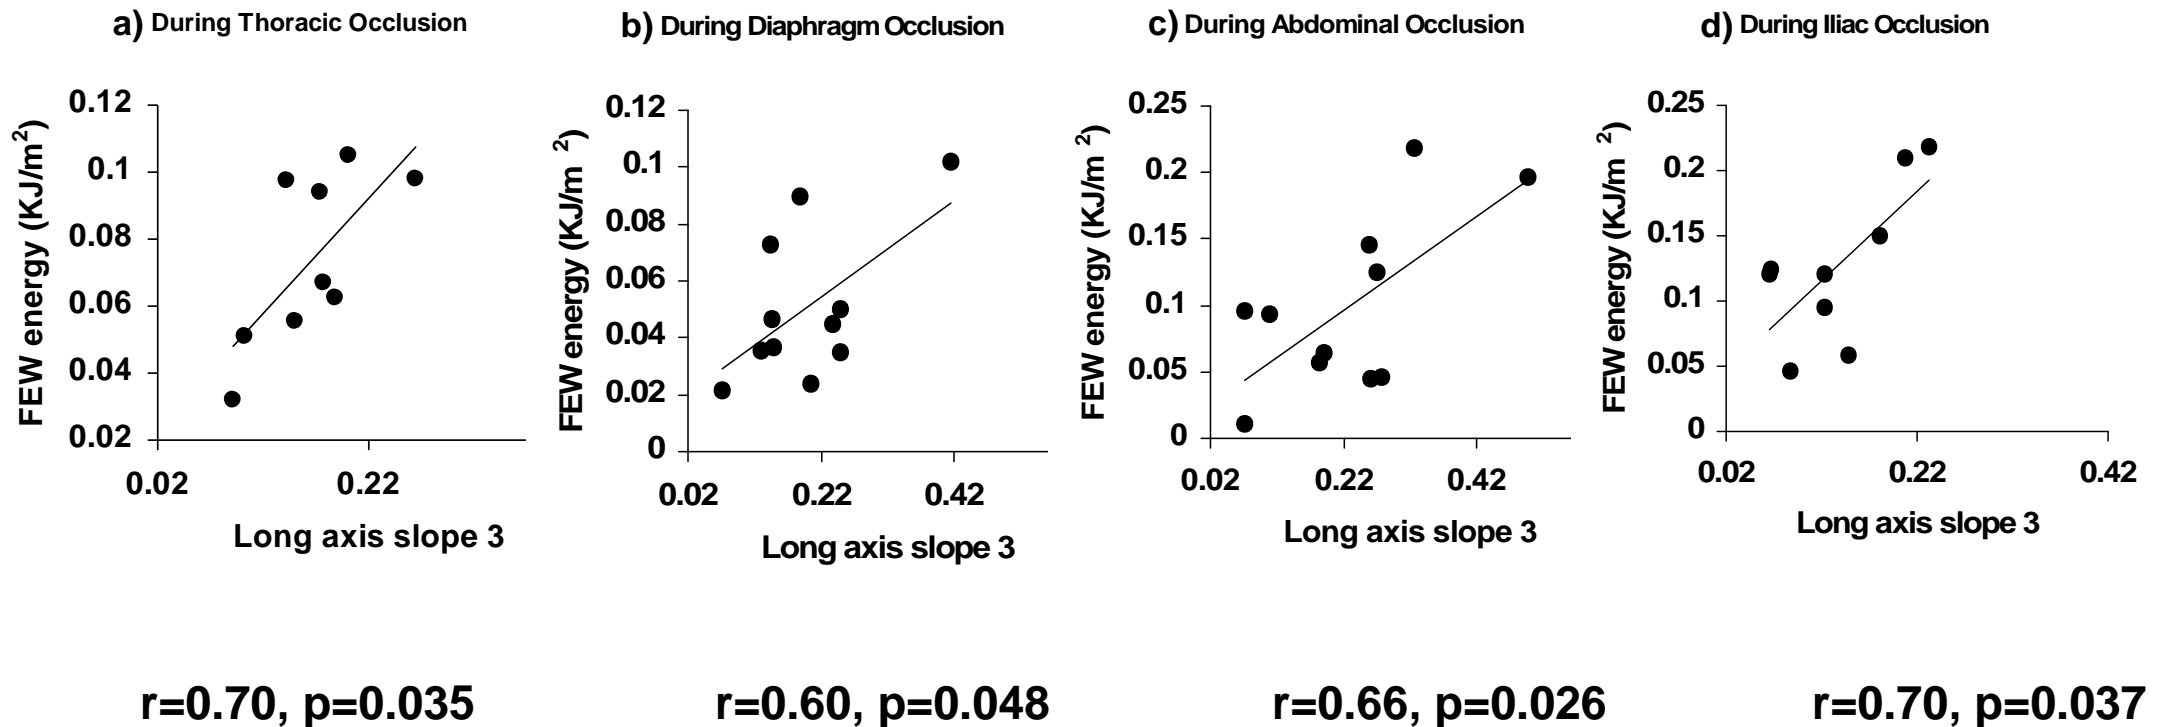 a) During Thoracic Occlusion
FEW energy (KJ/m2)
0.12
0.1
0.08
0.06
0.04
0.02
0.02 0.22
Long axis slope 3
r=0.70, p=0.035
b) During Diaphragm Occlusion
FEW energy (KJ/m 2)
0.12
0.1
0.08
0.06
0.04
0.02
0
0.02 0.22 0.42
Long axis slope 3
r=0.60, p=0.048
c) During Abdominal Occlusion
FEW energy (KJ/m 2)
0.25
0.2
0.15
0.1
0.05
0
0.02 0.22 0.42
Long axis slope 3
r=0.66, p=0.026
d) During Iliac Occlusion
FEW energy (KJ/m 2)
0.25
0.2
0.15
0.1
0.05
0
0.02 0.22 0.42
Long axis slope 3
r=0.70, p=0.037